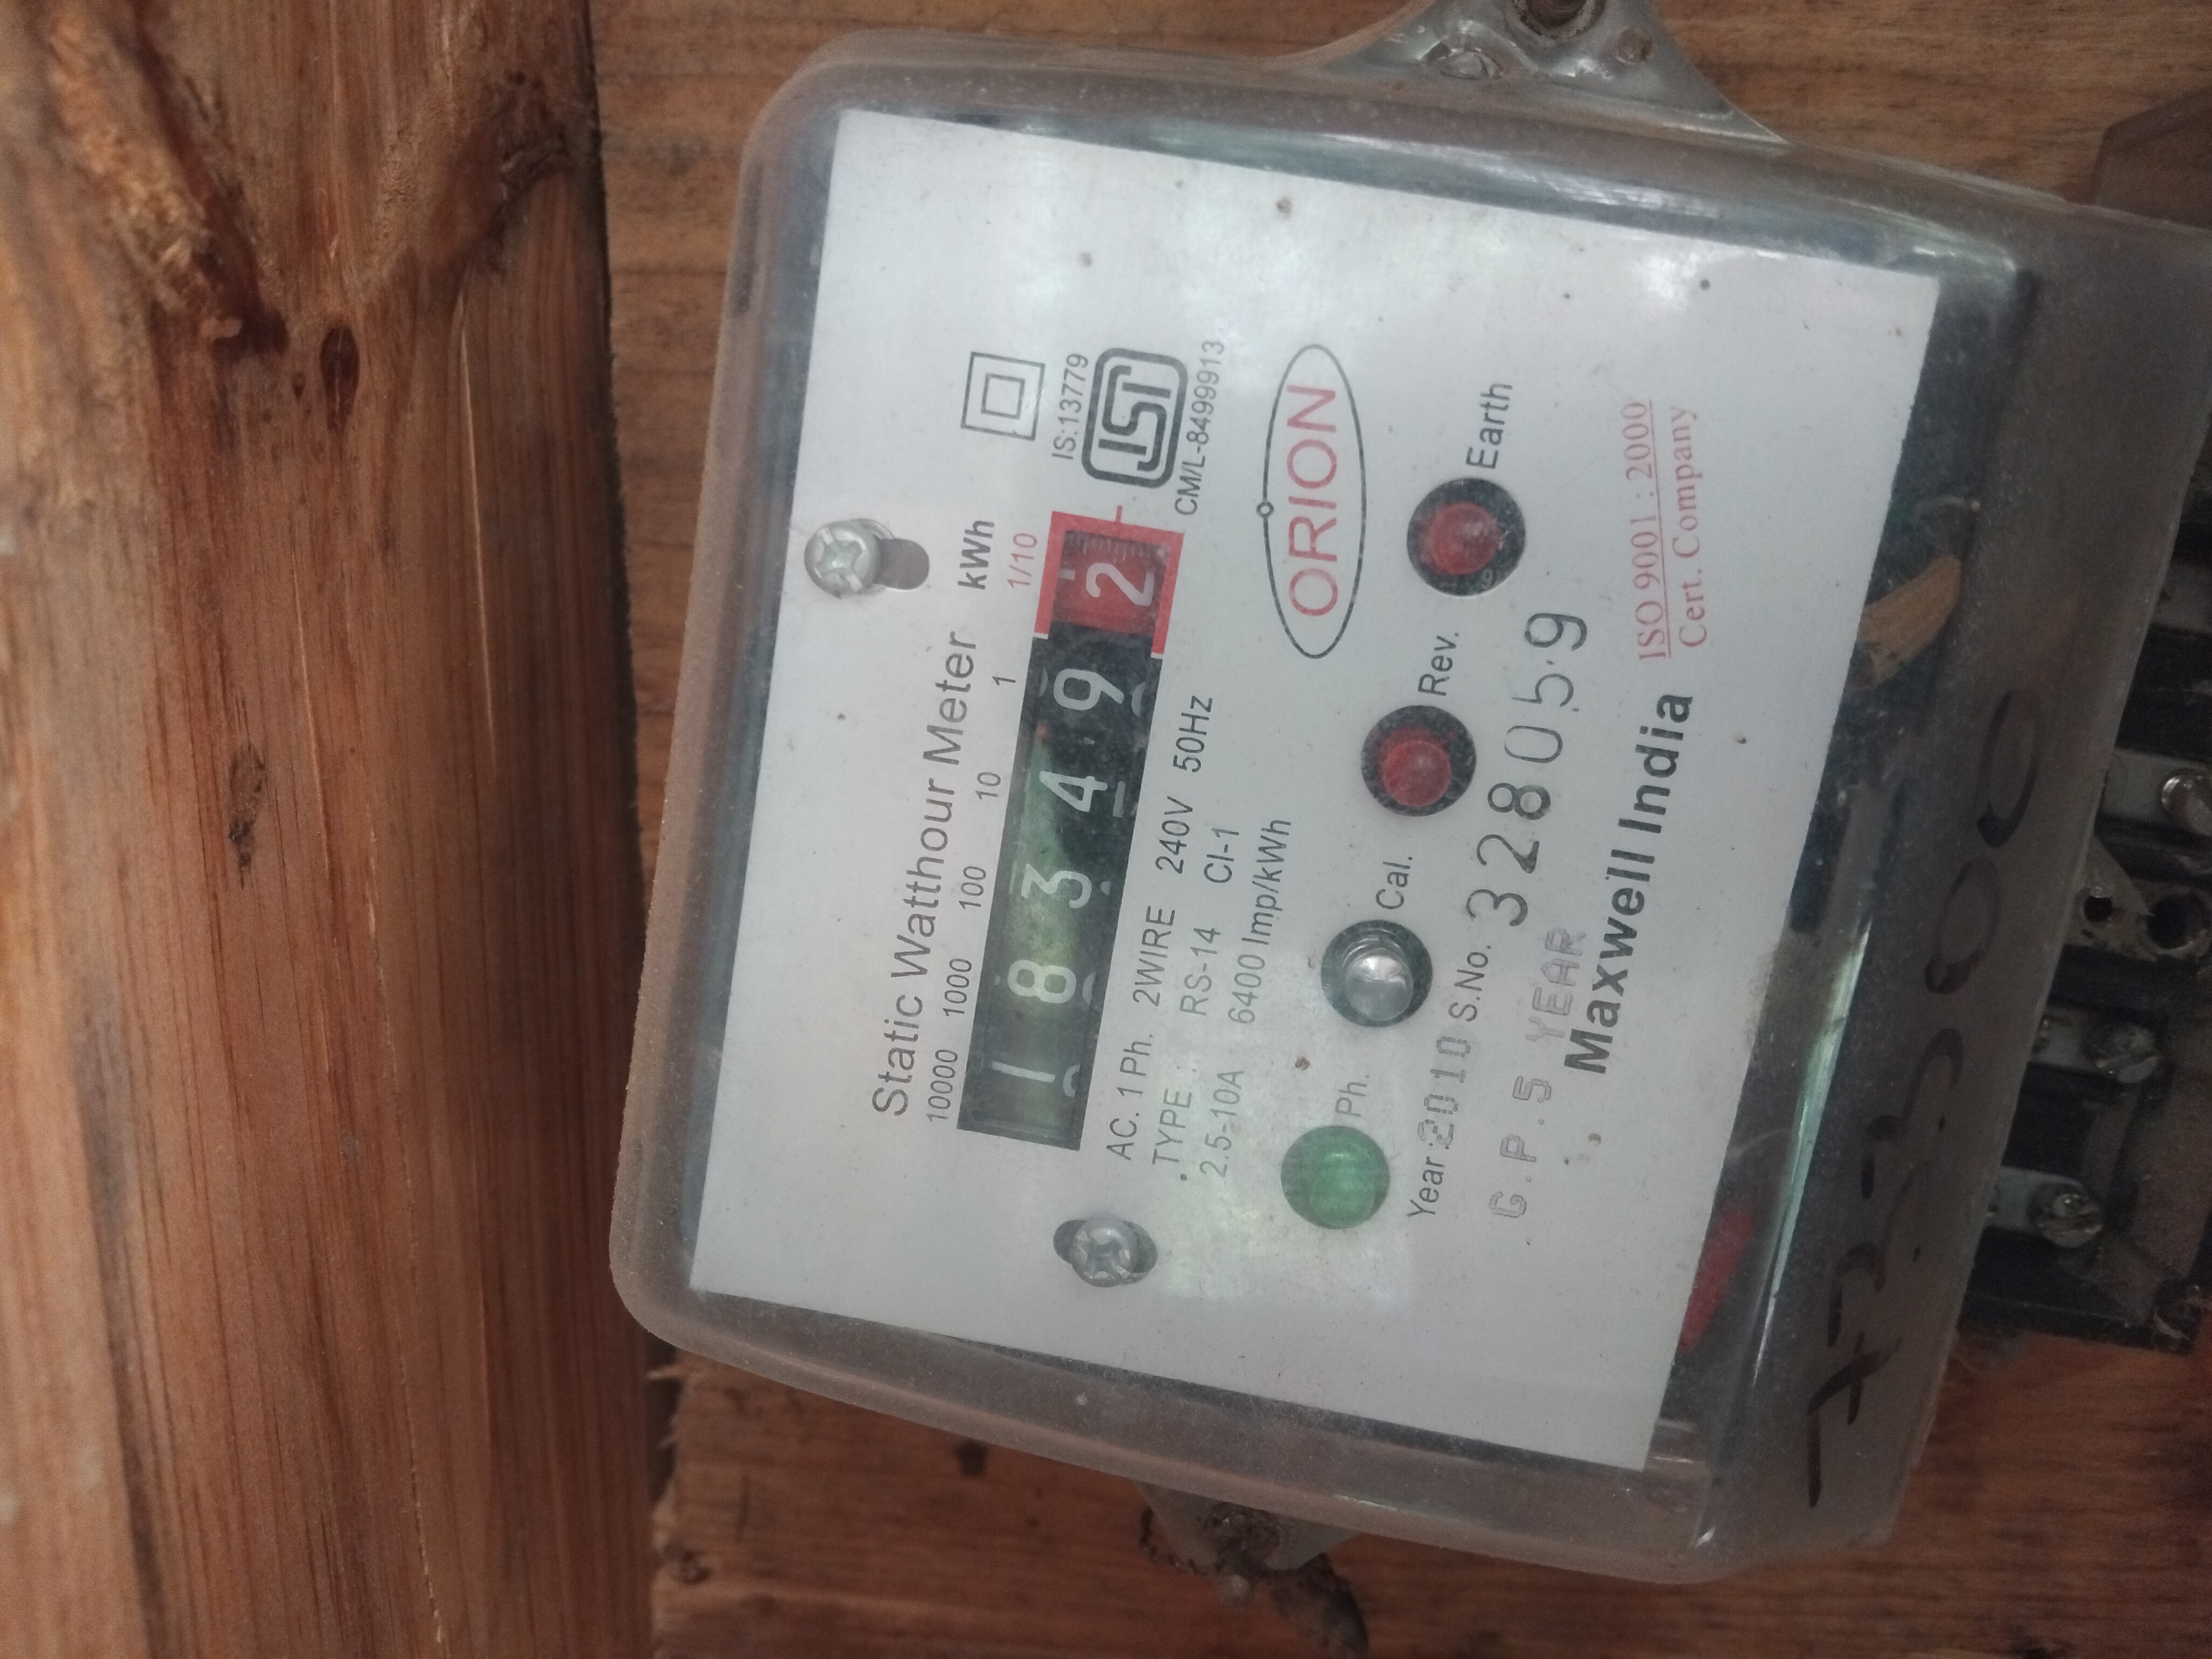 Static Watthour Meter
10000 1000 100 10 1 kWh
1/10
1 8 3 4 9 2
IS:13779
ISI
CM/L-8499913
AC. 1 Ph. 2WIRE 240V 50Hz
TYPE : RS-14 Cl-1
2.5-10A 6400 Imp/kWh
ORION
Ph. Cal. Rev. Earth
Year 2010 S.No. 328059
G.P. 5 YEAR
Maxwell India
ISO 9001 : 2000
Cert. Company